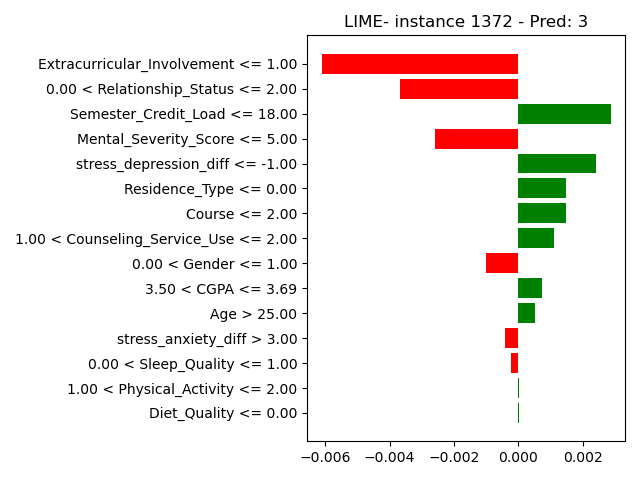 LIME- instance 1372 - Pred: 3
Extracurricular_Involvement <= 1.00
0.00 < Relationship_Status <= 2.00
Semester_Credit_Load <= 18.00
Mental_Severity_Score <= 5.00
stress_depression_diff <= -1.00
Residence_Type <= 0.00
Course <= 2.00
1.00 < Counseling_Service_Use <= 2.00
0.00 < Gender <= 1.00
3.50 < CGPA <= 3.69
Age > 25.00
stress_anxiety_diff > 3.00
0.00 < Sleep_Quality <= 1.00
1.00 < Physical_Activity <= 2.00
Diet_Quality <= 0.00
−0.006 −0.004 −0.002 0.000 0.002